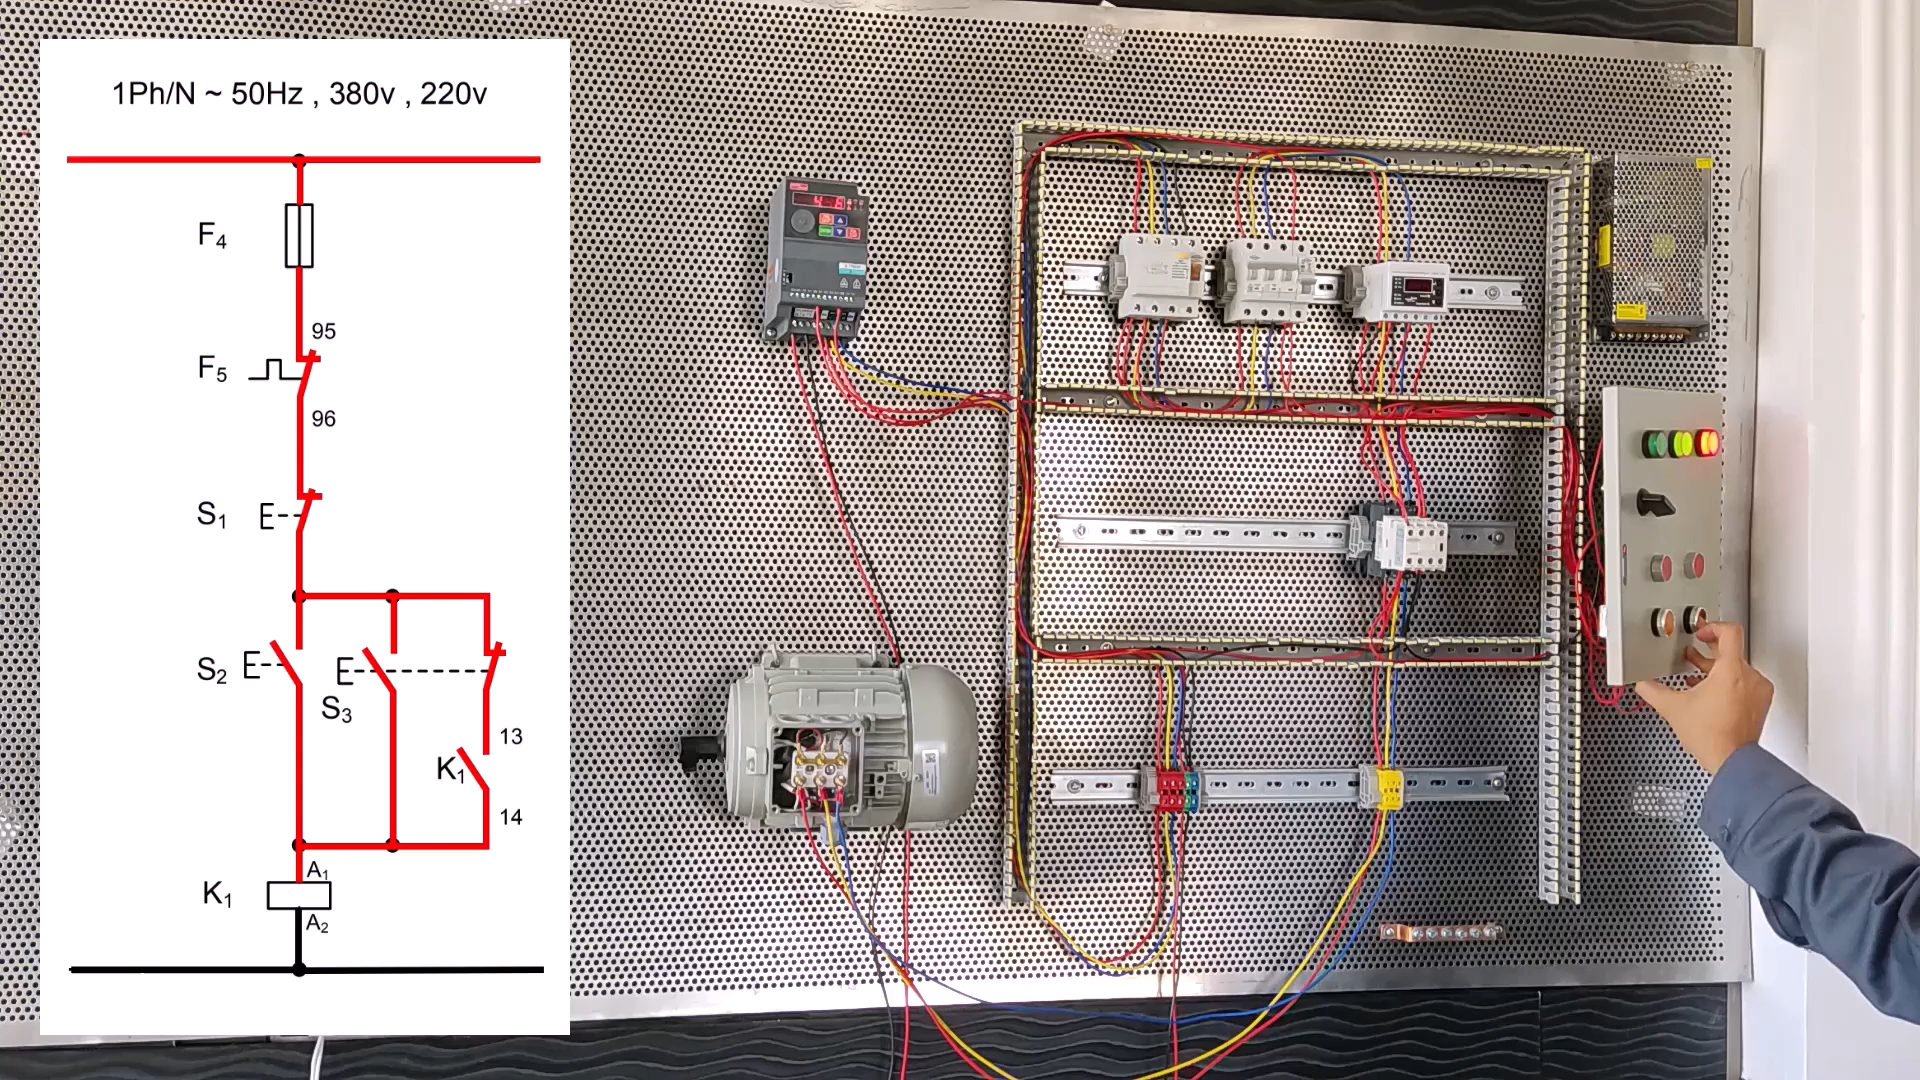 1Ph/N ~ 50Hz , 380v , 220v
F4
95
F5
96
S1
E
S2
E
E
S3
13
K1
14
A1
K1
A2